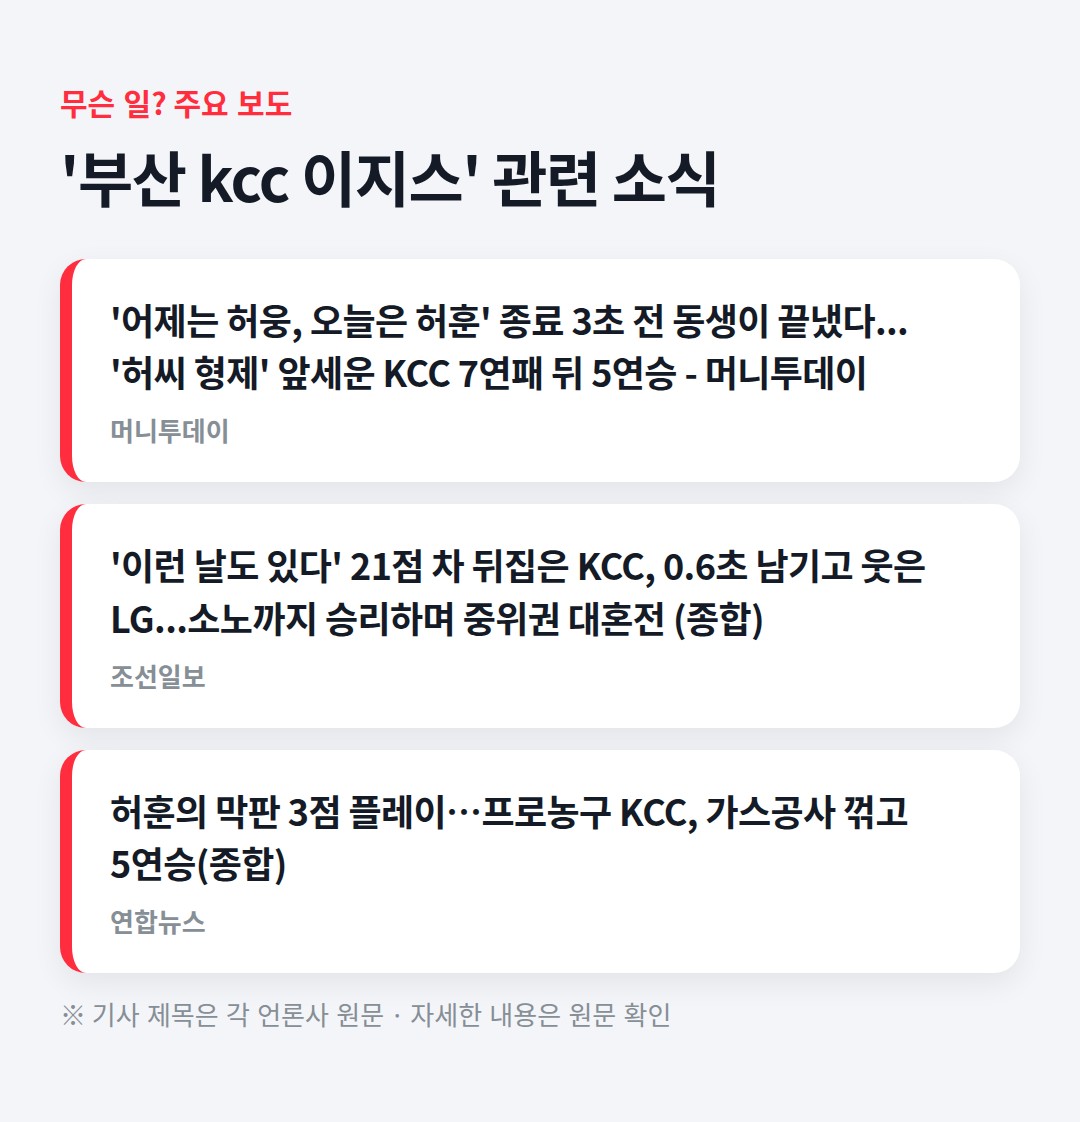 무슨 일? 주요 보도
'부산 kcc 이지스' 관련 소식
'어제는 허웅, 오늘은 허훈' 종료 3초 전 동생이 끝냈다...
'허씨 형제' 앞세운 KCC 7연패 뒤 5연승 - 머니투데이
머니투데이
'이런 날도 있다' 21점 차 뒤집은 KCC, 0.6초 남기고 웃은
LG...소노까지 승리하며 중위권 대혼전 (종합)
조선일보
허훈의 막판 3점 플레이…프로농구 KCC, 가스공사 꺾고
5연승(종합)
연합뉴스
※ 기사 제목은 각 언론사 원문 · 자세한 내용은 원문 확인